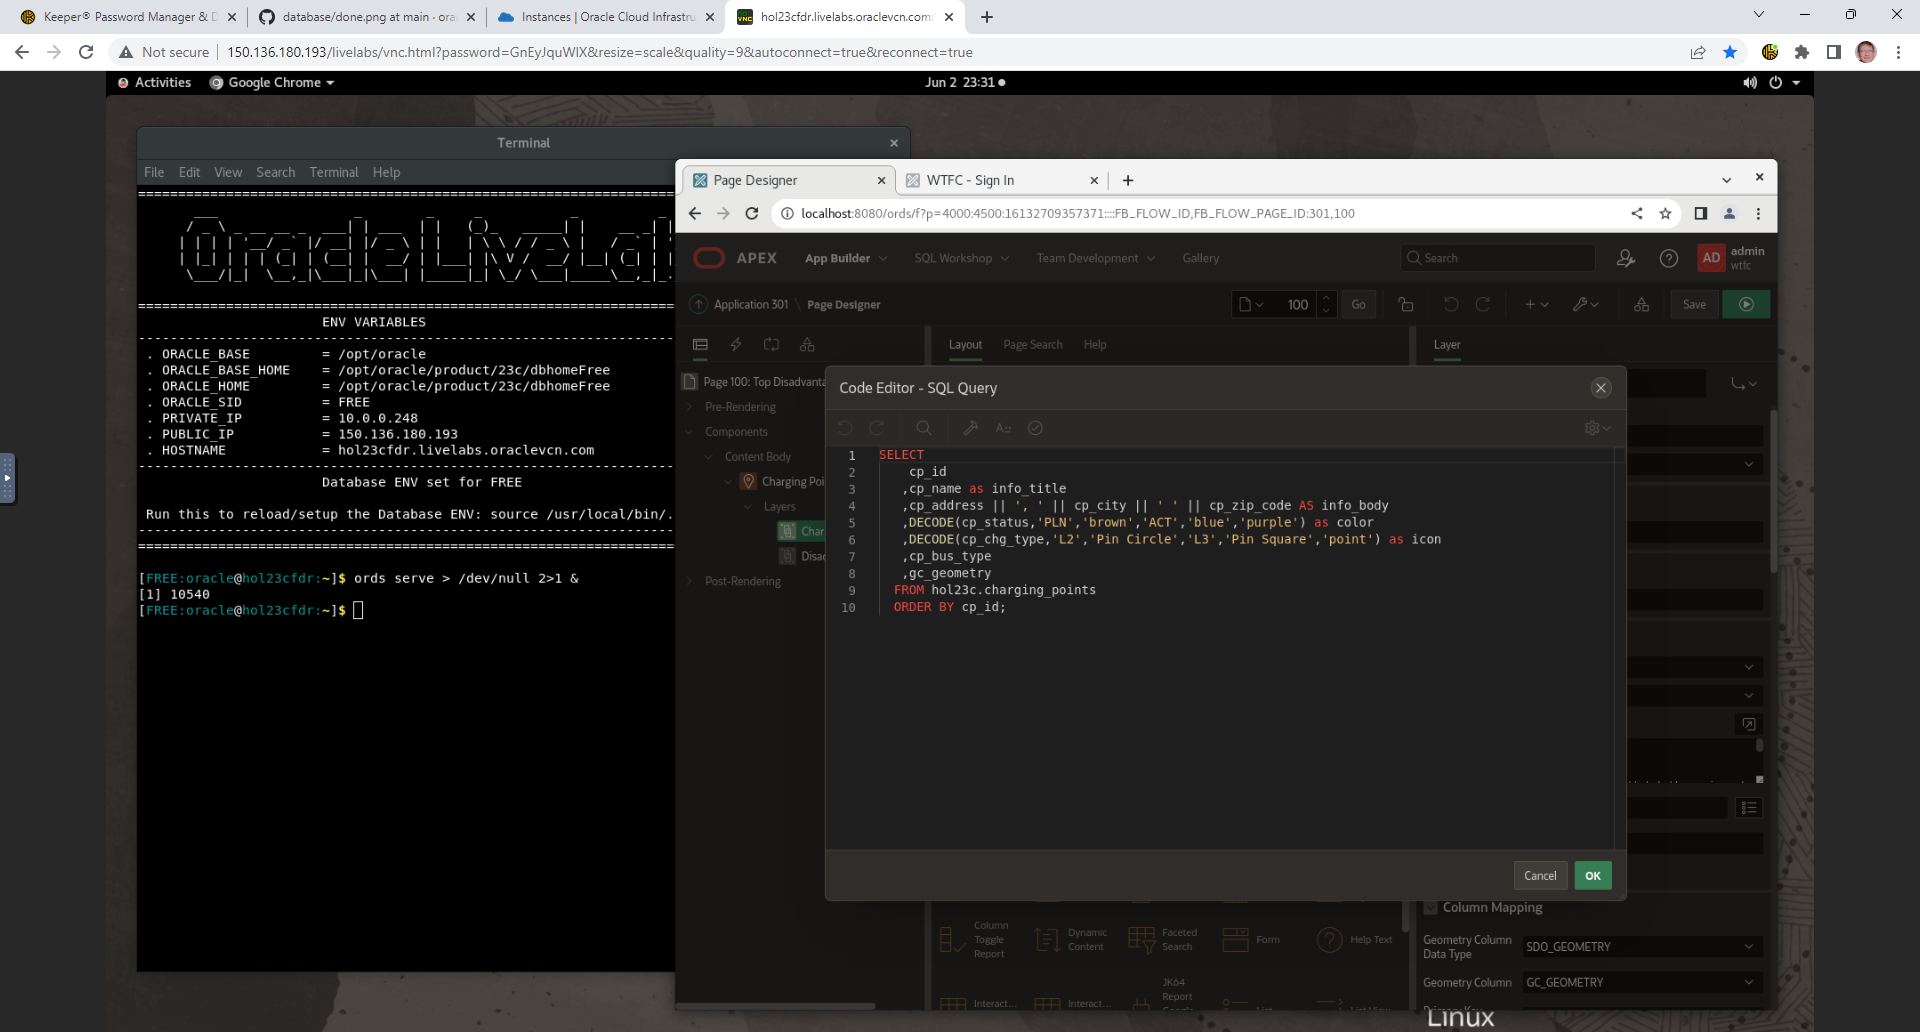 Keeper® Password Manager & D
database/done.png at main · ora
Instances | Oracle Cloud Infrastru
hol23cfdr.livelabs.oraclevcn.com
Not secure
150.136.180.193/livelabs/vnc.html?password=GnEyJquWIX&resize=scale&quality=9&autoconnect=true&reconnect=true
Activities
Google Chrome
Jun 2 23:31
Terminal
File Edit View Search Terminal Help
ENV VARIABLES
. ORACLE_BASE = /opt/oracle
. ORACLE_BASE_HOME = /opt/oracle/product/23c/dbhomeFree
. ORACLE_HOME = /opt/oracle/product/23c/dbhomeFree
. ORACLE_SID = FREE
. PRIVATE_IP = 10.0.0.248
. PUBLIC_IP = 150.136.180.193
. HOSTNAME = hol23cfdr.livelabs.oraclevcn.com
Database ENV set for FREE
Run this to reload/setup the Database ENV: source /usr/local/bin/.
[FREE:oracle@hol23cfdr:~]$ ords serve > /dev/null 2>1 &
[1] 10540
[FREE:oracle@hol23cfdr:~]$
Page Designer
WTFC - Sign In
localhost:8080/ords/f?p=4000:4500:16132709357371::::FB_FLOW_ID,FB_FLOW_PAGE_ID:301,100
APEX
App Builder
SQL Workshop
Team Development
Gallery
Search
AD
admin
wtfc
Application 301 \ Page Designer
100
Go
Save
Layout
Page Search
Help
Layer
Page 100: Top Disadvanta
Pre-Rendering
Components
Content Body
Charging Poi
Layers
Char
Disad
Post-Rendering
Code Editor - SQL Query
1 SELECT
2 cp_id
3 ,cp_name as info_title
4 ,cp_address || ', ' || cp_city || ' ' || cp_zip_code AS info_body
5 ,DECODE(cp_status,'PLN','brown','ACT','blue','purple') as color
6 ,DECODE(cp_chg_type,'L2','Pin Circle','L3','Pin Square','point') as icon
7 ,cp_bus_type
8 ,gc_geometry
9 FROM hol23c.charging_points
10 ORDER BY cp_id;
Cancel
OK
Column
Toggle
Report
Dynamic
Content
Faceted
Search
Form
Help Text
Interact...
Interact...
JK64
Report
Column Mapping
Geometry Column
Data Type
SDO_GEOMETRY
Geometry Column
GC_GEOMETRY
Linux